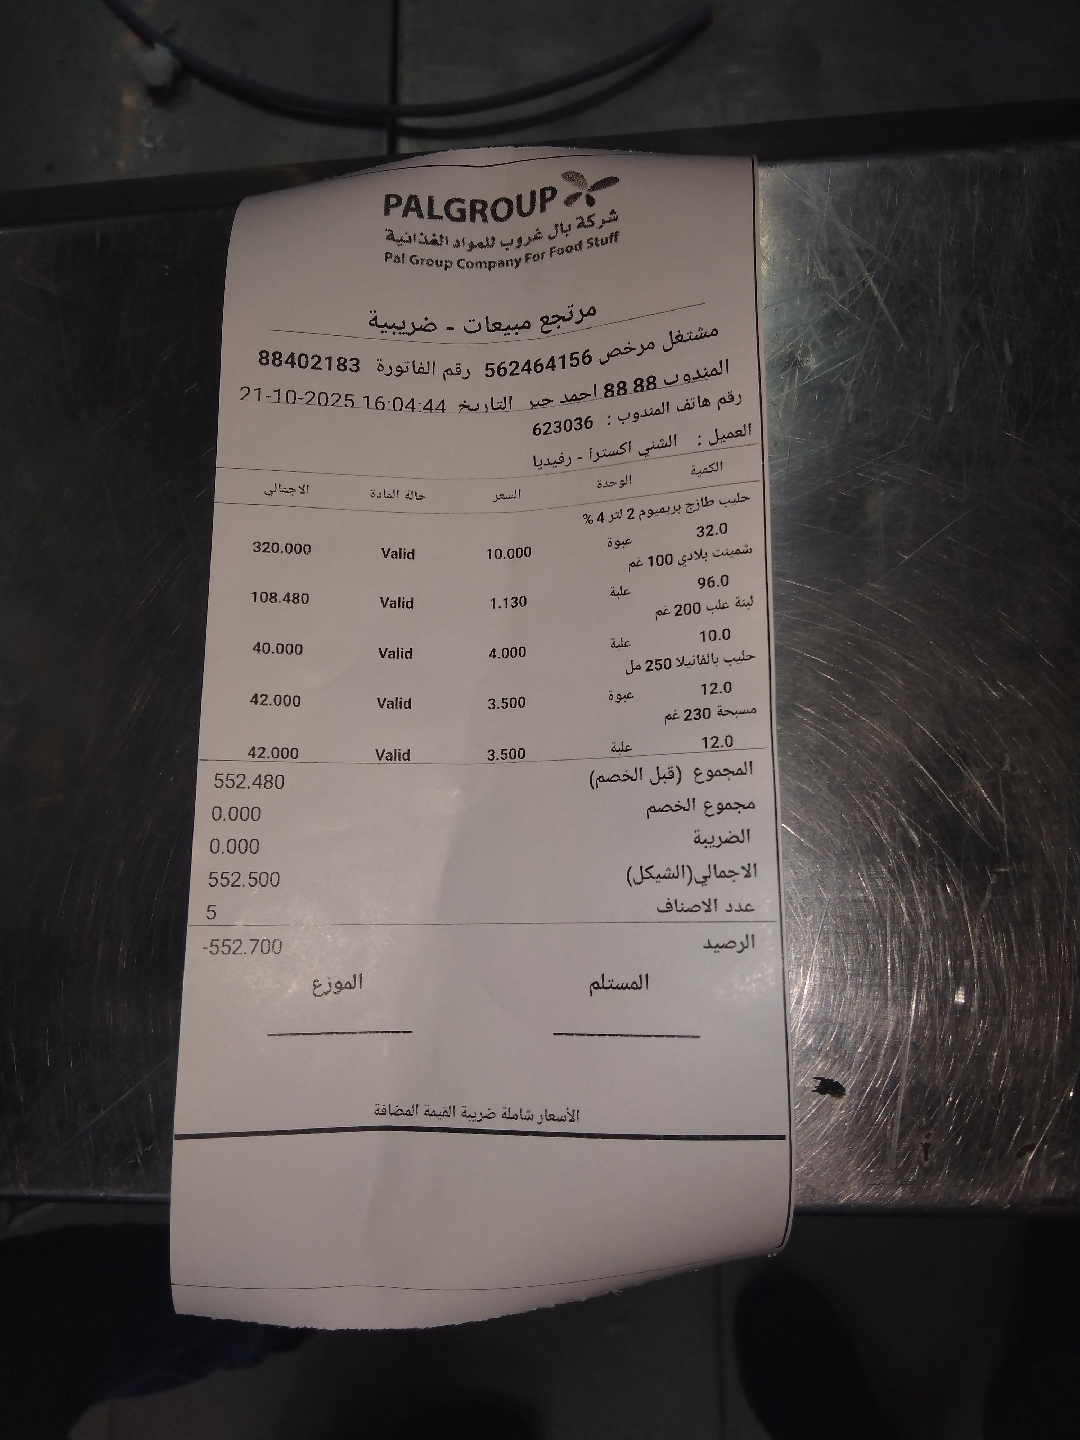 PALGROUP
شركة بال غروب للمواد الغذائية
Pal Group Company For Food Stuff
مرتجع مبيعات - ضريبية
مشتغل مرخص 562464156 رقم الفاتورة 88402183
المندوب 88 88 احمد جبر التاريخ 21-10-2025 16:04:44
رقم هاتف المندوب : 623036
العميل : الشني اكسترا - رفيديا
الكمية الوحدة السعر حالة المادة الاجمالي
حليب طازج بريميوم 2 لتر 4 %
32.0 عبوة 10.000 Valid 320.000
شمينت بلادي 100 غم
96.0 علبة 1.130 Valid 108.480
لبنة علب 200 غم
10.0 علبة 4.000 Valid 40.000
حليب بالفانيلا 250 مل
12.0 عبوة 3.500 Valid 42.000
مسبحة 230 غم
12.0 علبة 3.500 Valid 42.000
المجموع (قبل الخصم) 552.480
مجموع الخصم 0.000
الضريبة 0.000
الاجمالي(الشيكل) 552.500
عدد الاصناف 5
الرصيد -552.700
المستلم الموزع
الأسعار شاملة ضريبة القيمة المضافة